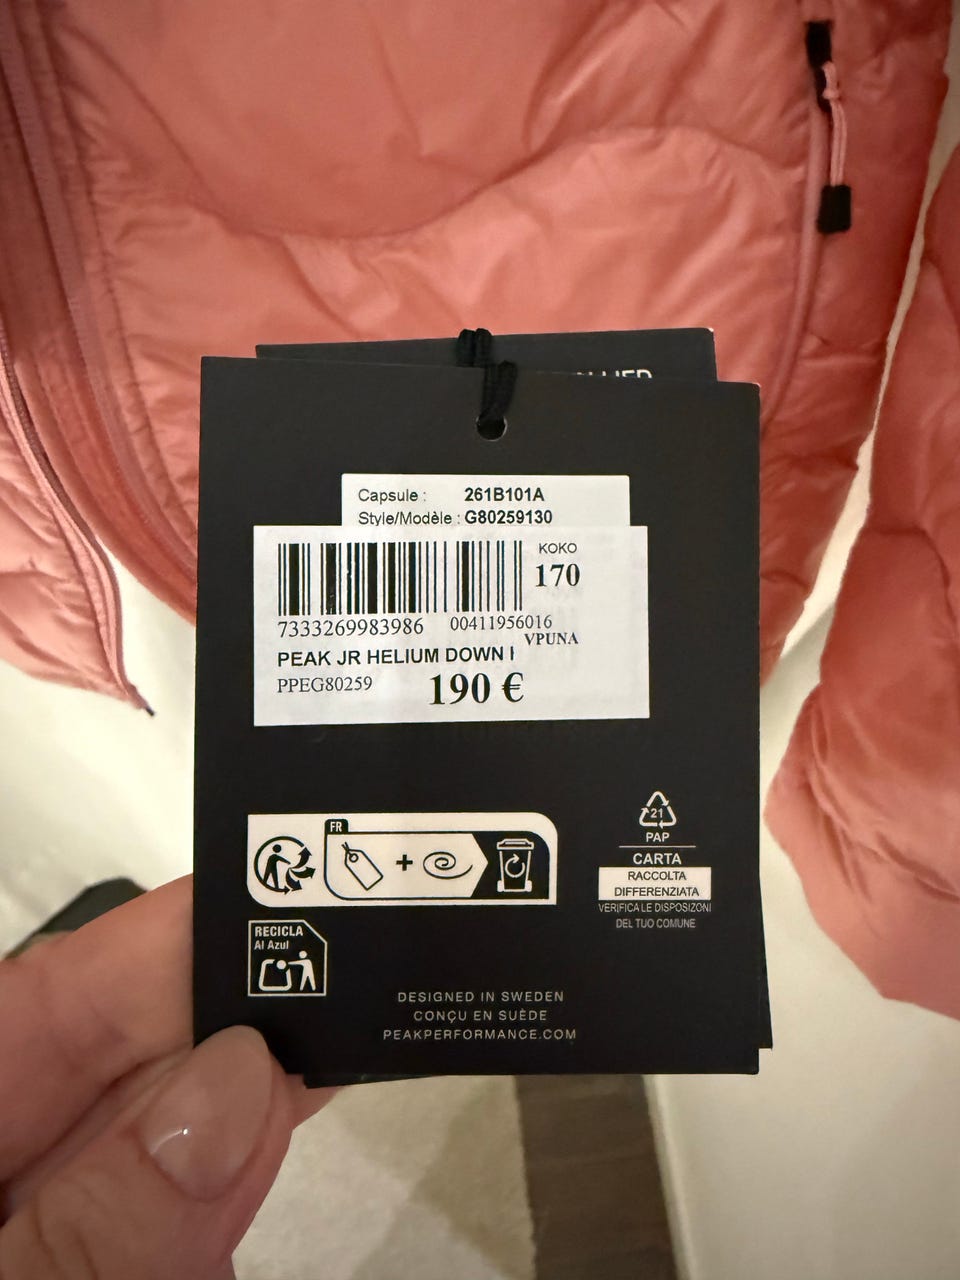 Capsule : 261B101A
Style/Modèle : G80259130
KOKO
170
7333269983986 00411956016
VPUNA
PEAK JR HELIUM DOWN
PPEG80259 190 €
FR
+
21
PAP
CARTA
RACCOLTA
DIFFERENZIATA
VERIFICA LE DISPOSIZONI
DEL TUO COMUNE
RECICLA
Al Azul
DESIGNED IN SWEDEN
CONÇU EN SUÈDE
PEAKPERFORMANCE.COM